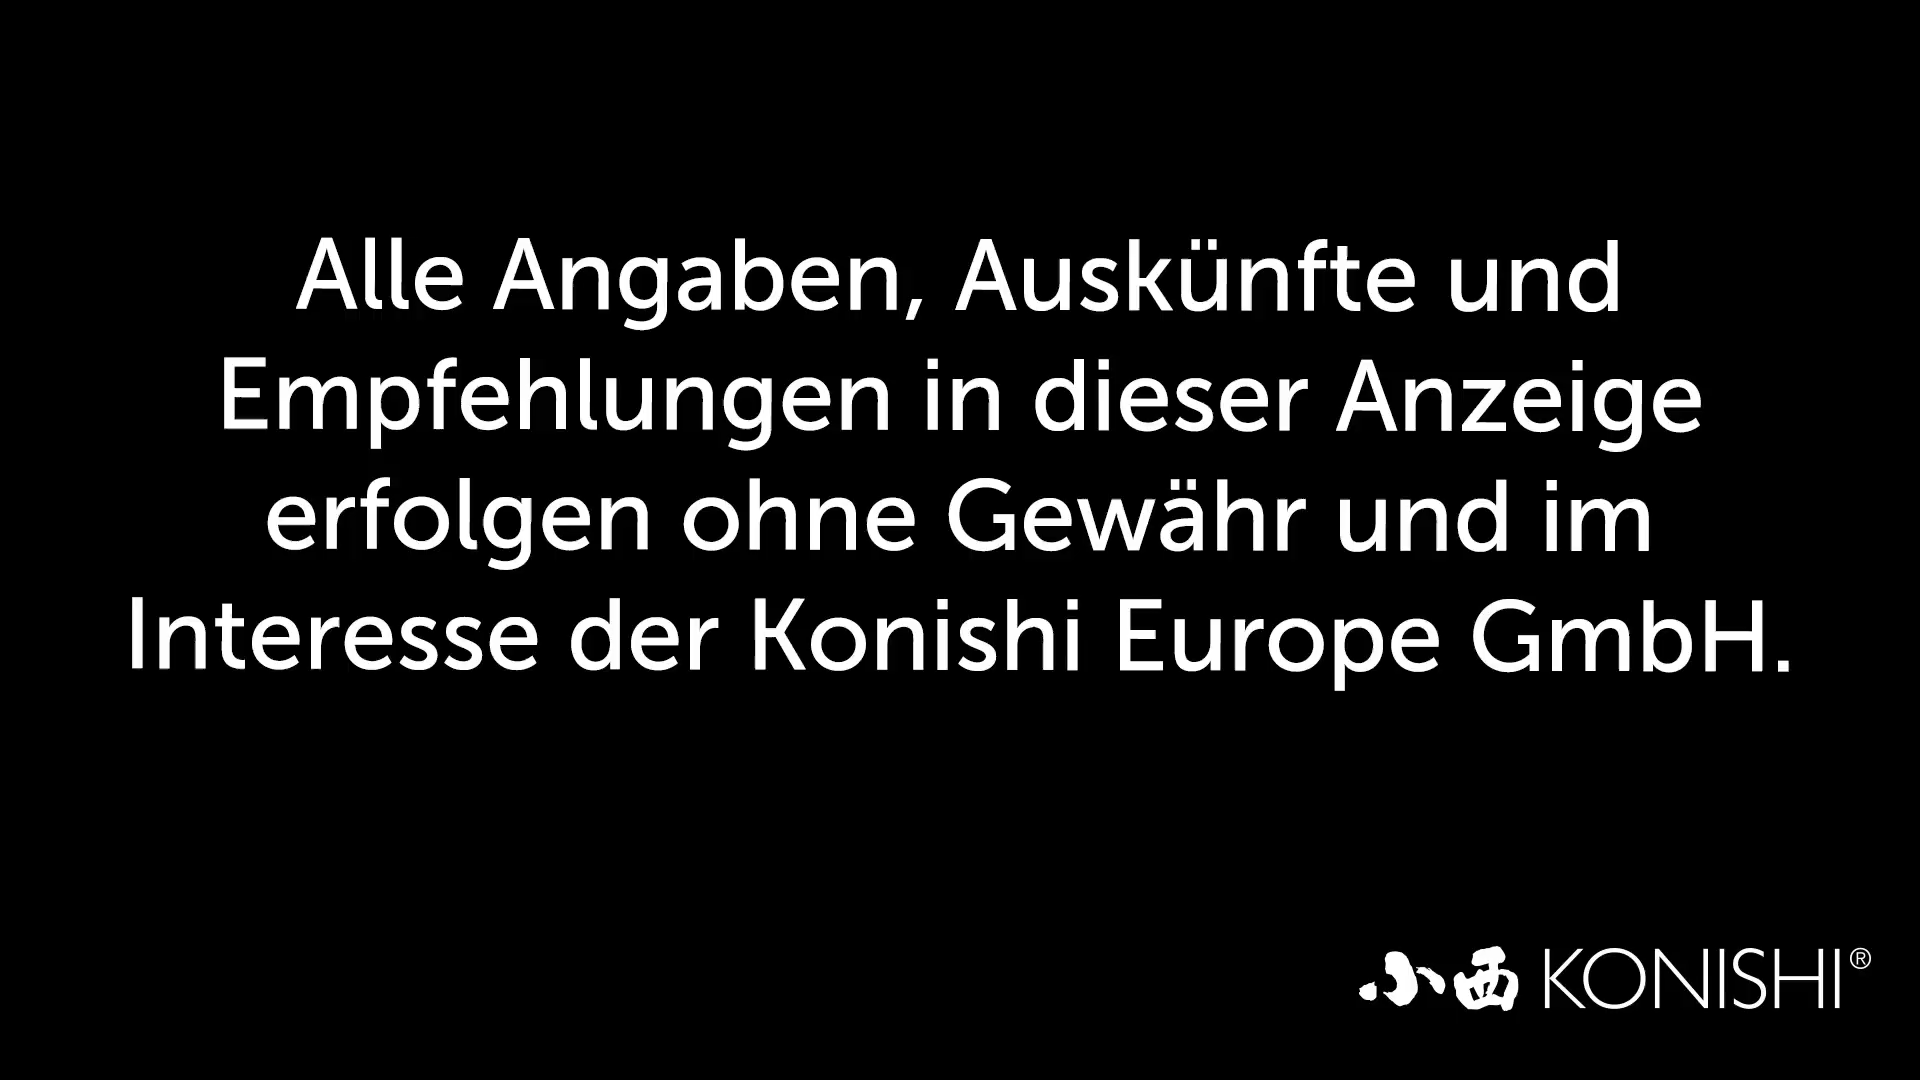 Alle Angaben, Auskünfte und
Empfehlungen in dieser Anzeige
erfolgen ohne Gewähr und im
Interesse der Konishi Europe GmbH.
小西 KONISHI®